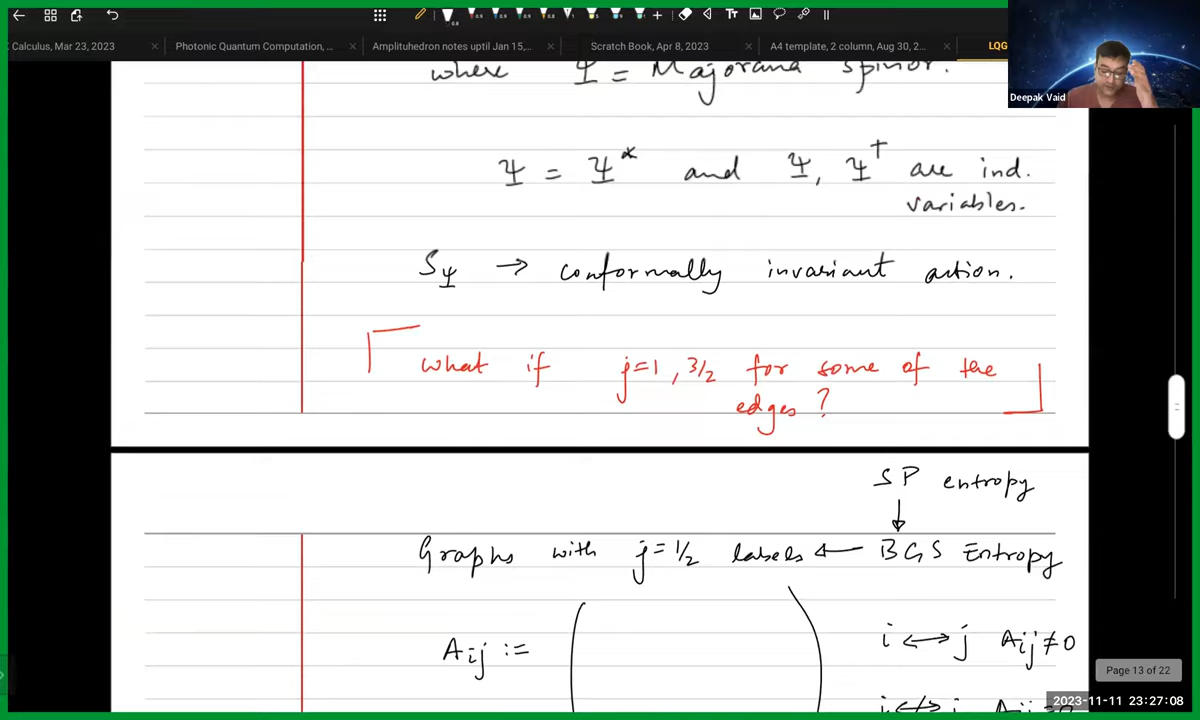 Calculus, Mar 23, 2023
Photonic Quantum Computation, ...
Amplituhedron notes uptil Jan 15,...
Scratch Book, Apr 8, 2023
A4 template, 2 column, Aug 30, 2...
LQG
Deepak Vaid
where Ψ = Majorana spinor.
Ψ = Ψ* and Ψ, Ψ† are ind.
variables.
SΨ → conformally invariant action.
What if j=1, 3/2 for some of the
edges?
SP entropy
↓
Graphs with j=1/2 labels ← BGS Entropy
Aij := i ↔ j Aij ≠ 0
Page 13 of 22
2023-11-11 23:27:08